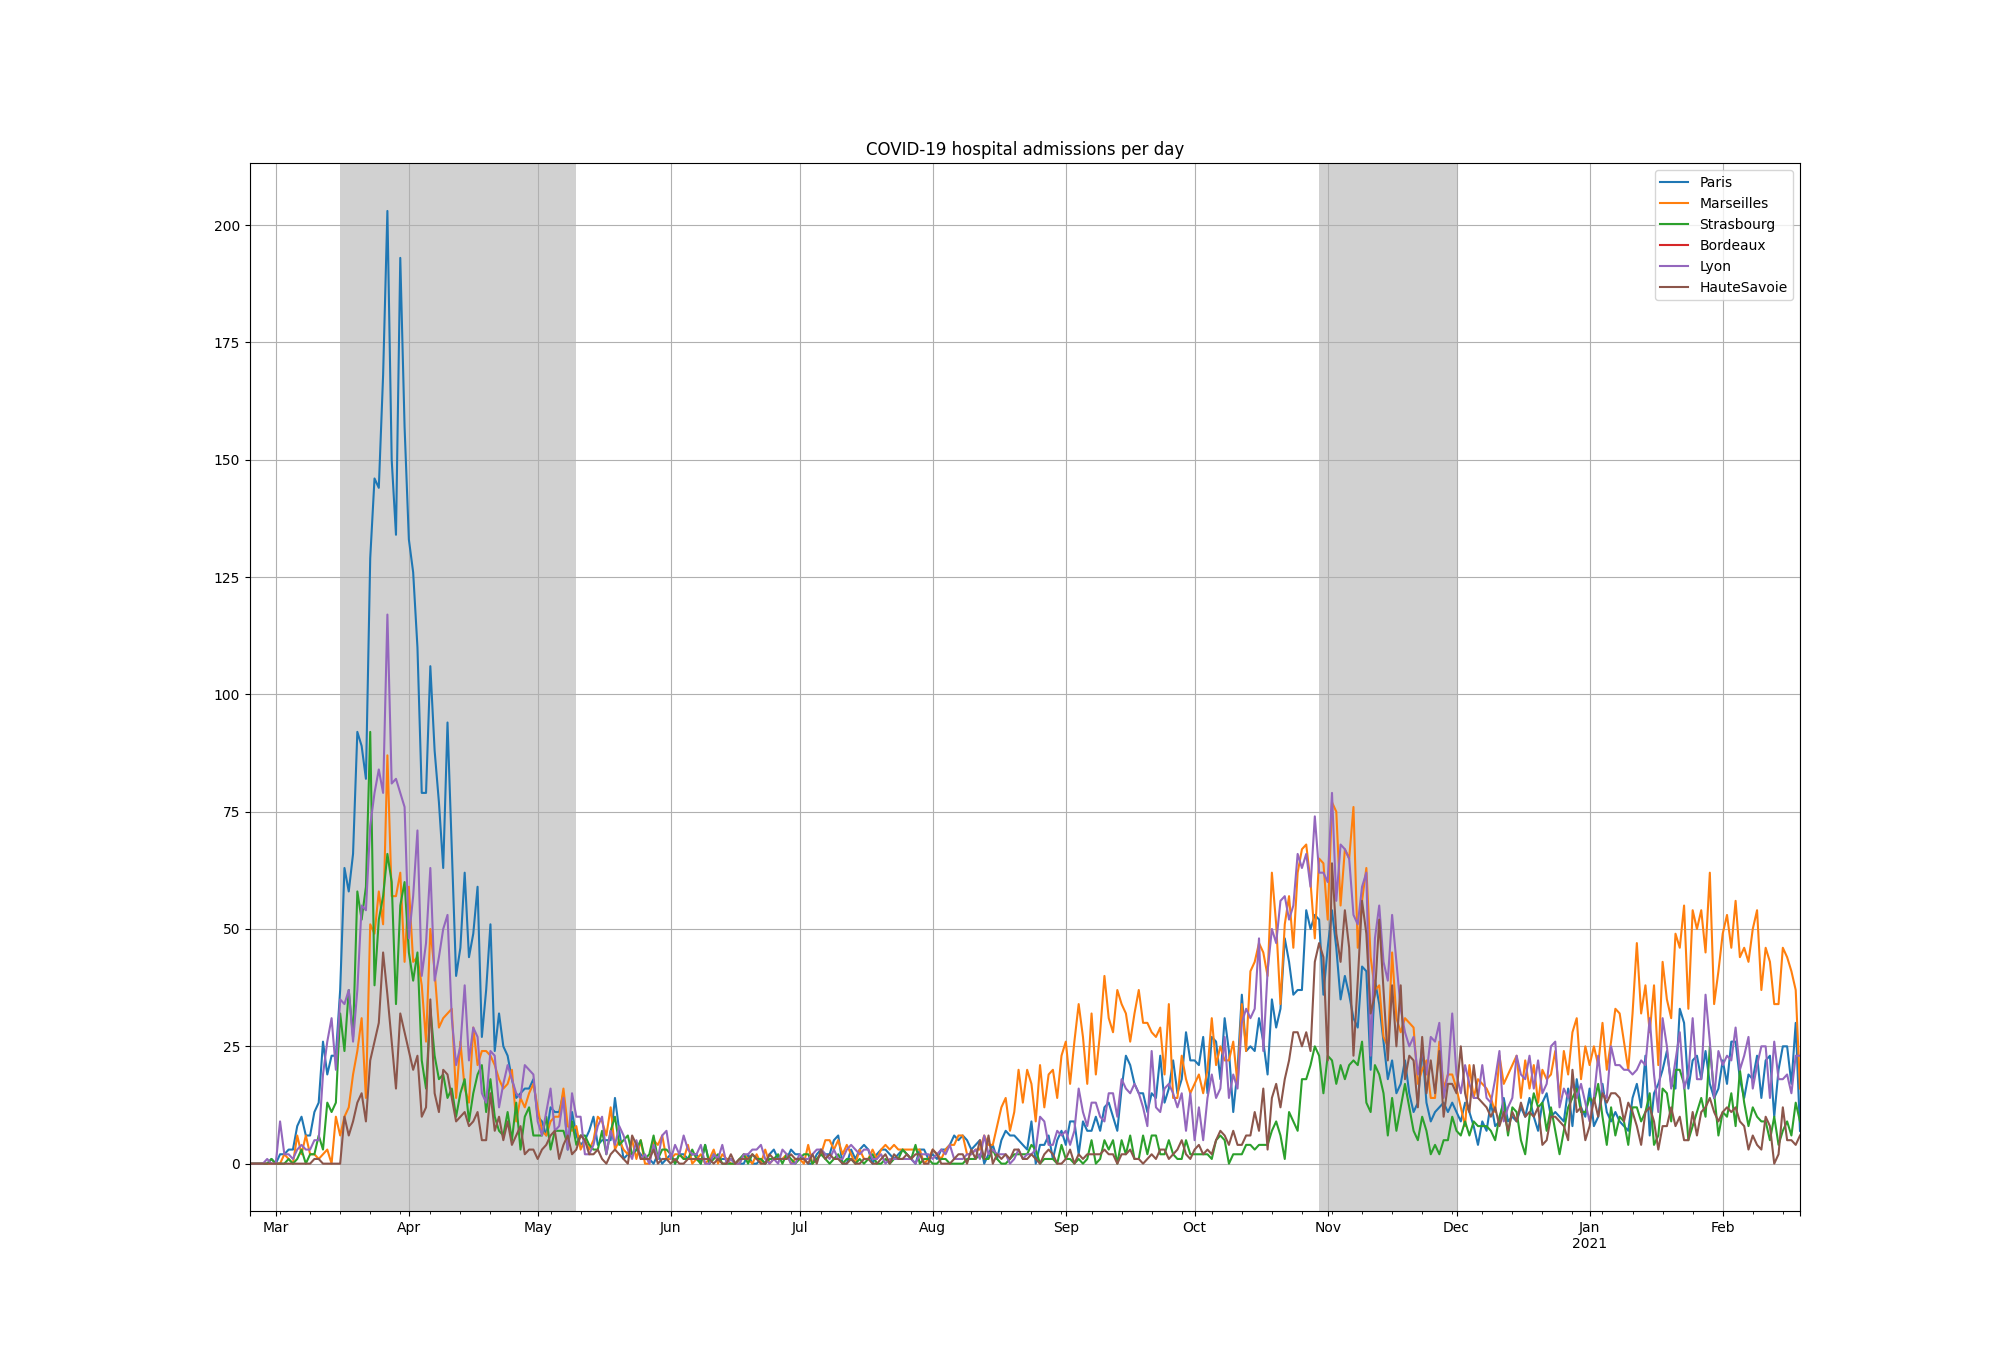 COVID-19 hospital admissions per day
Paris
Marseilles
Strasbourg
Bordeaux
Lyon
HauteSavoie
200
175
150
125
100
75
50
25
0
Mar Apr May Jun Jul Aug Sep Oct Nov Dec Jan Feb
2021